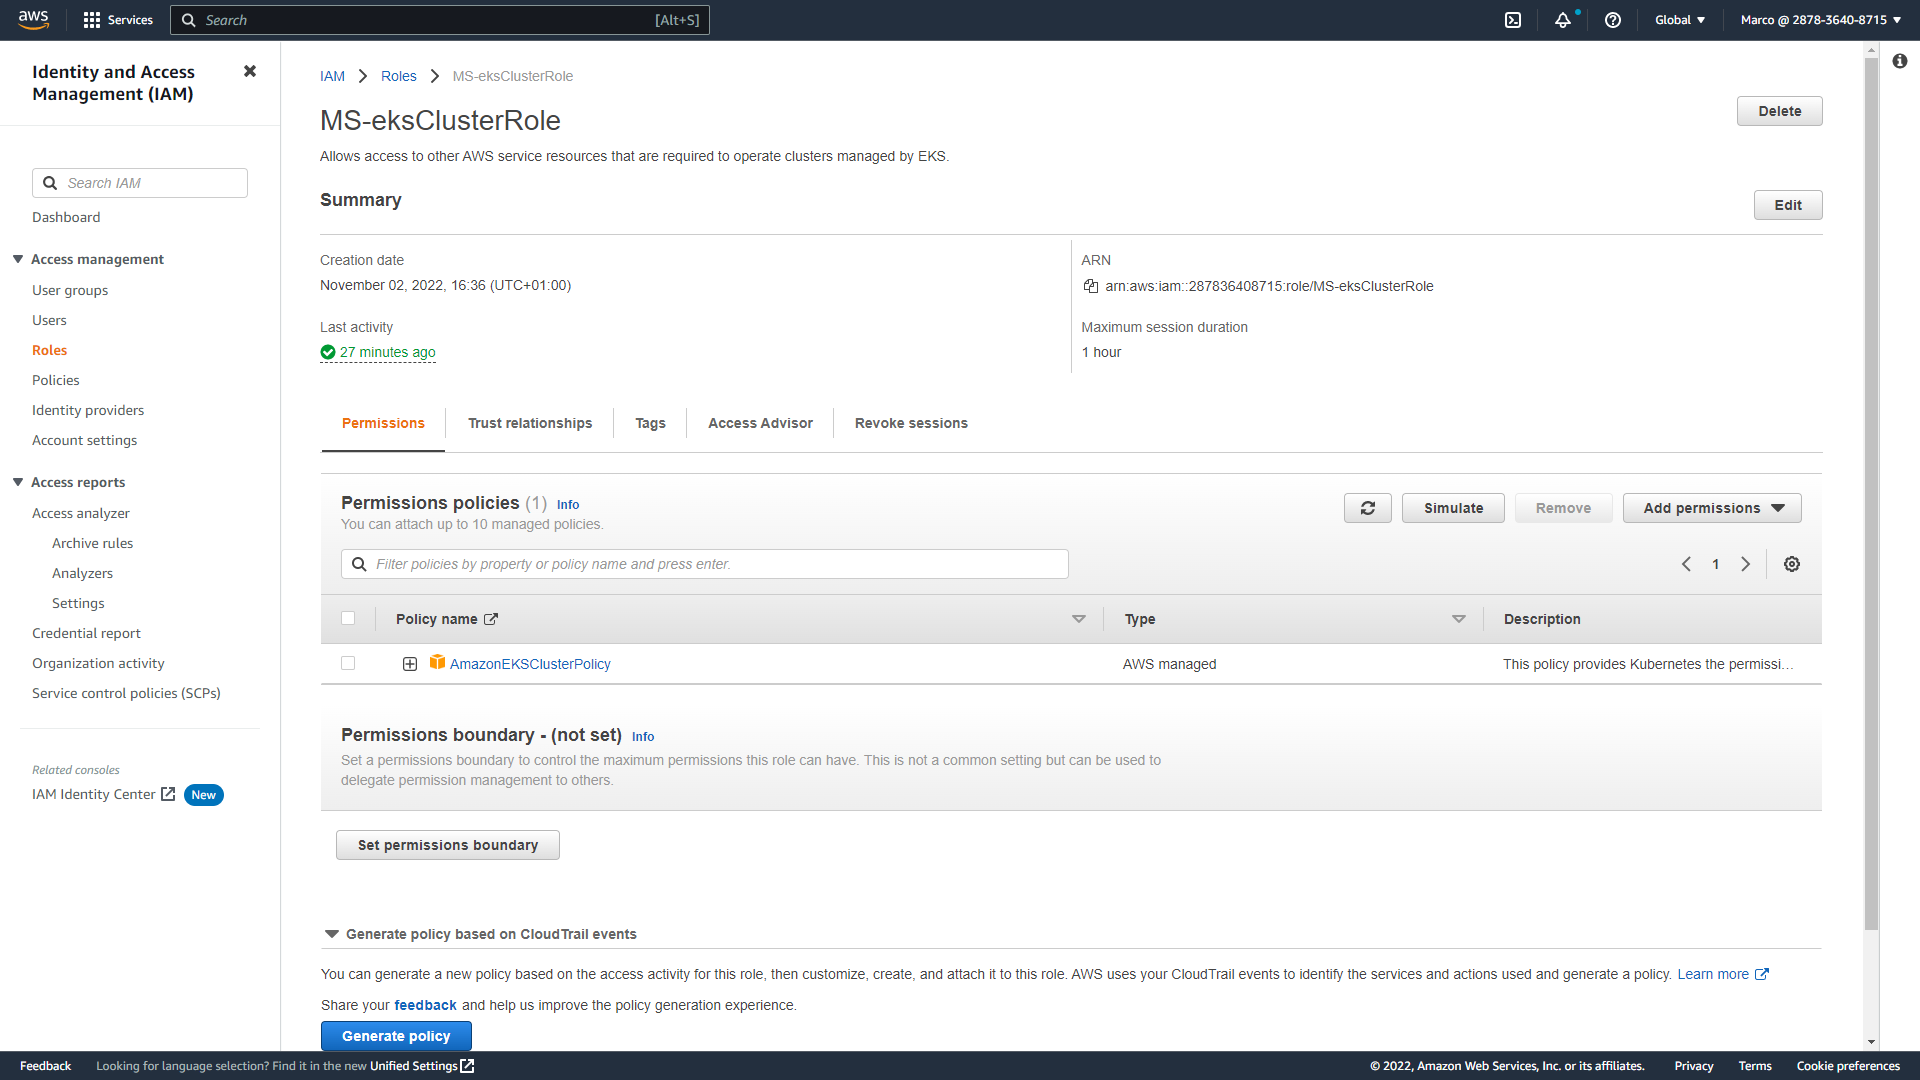 aws
Services
Search
[Alt+S]
Global
Marco @ 2878-3640-8715
Identity and Access
Management (IAM)
Search IAM
Dashboard
Access management
User groups
Users
Roles
Policies
Identity providers
Account settings
Access reports
Access analyzer
Archive rules
Analyzers
Settings
Credential report
Organization activity
Service control policies (SCPs)
Related consoles
IAM Identity Center New
IAM > Roles > MS-eksClusterRole
MS-eksClusterRole
Delete
Allows access to other AWS service resources that are required to operate clusters managed by EKS.
Summary
Edit
Creation date
November 02, 2022, 16:36 (UTC+01:00)
ARN
arn:aws:iam::287836408715:role/MS-eksClusterRole
Last activity
27 minutes ago
Maximum session duration
1 hour
Permissions
Trust relationships
Tags
Access Advisor
Revoke sessions
Permissions policies (1) Info
You can attach up to 10 managed policies.
Simulate
Remove
Add permissions
Filter policies by property or policy name and press enter.
1
Policy name
Type
Description
AmazonEKSClusterPolicy
AWS managed
This policy provides Kubernetes the permissi...
Permissions boundary - (not set) Info
Set a permissions boundary to control the maximum permissions this role can have. This is not a common setting but can be used to
delegate permission management to others.
Set permissions boundary
Generate policy based on CloudTrail events
You can generate a new policy based on the access activity for this role, then customize, create, and attach it to this role. AWS uses your CloudTrail events to identify the services and actions used and generate a policy. Learn more
Share your feedback and help us improve the policy generation experience.
Generate policy
Feedback
Looking for language selection? Find it in the new Unified Settings
© 2022, Amazon Web Services, Inc. or its affiliates.
Privacy
Terms
Cookie preferences